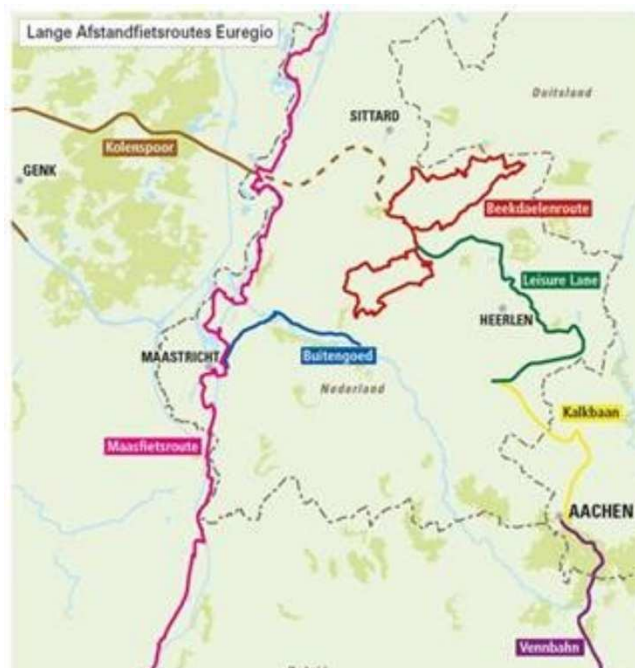 Lange Afstandfietsroutes Euregio
Duitsland
SITTARD
Kolenspoor
GENK
Beekdaelenroute
Leisure Lane
HEERLEN
MAASTRICHT
Buitengoed
Nederland
Kalkbaan
Maasfietsroute
AACHEN
Vennbahn